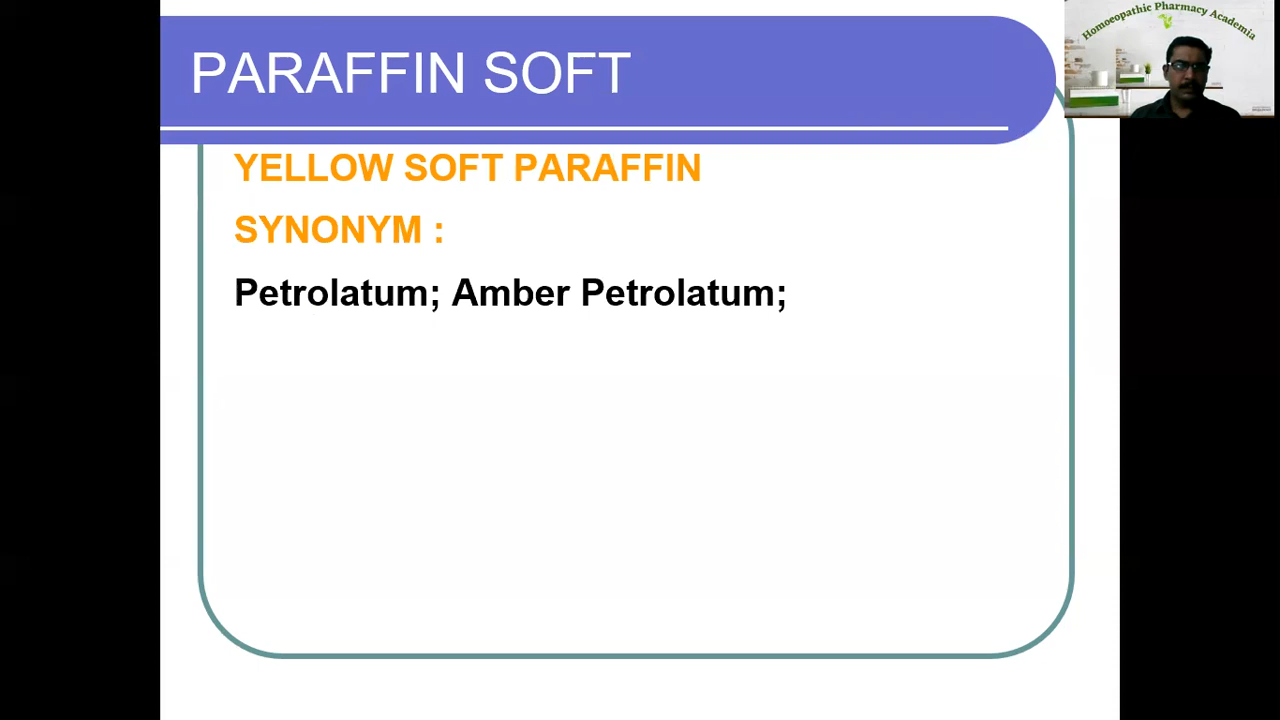 PARAFFIN SOFT
Homoeopathic Pharmacy Academia
YELLOW SOFT PARAFFIN
SYNONYM :
Petrolatum; Amber Petrolatum;